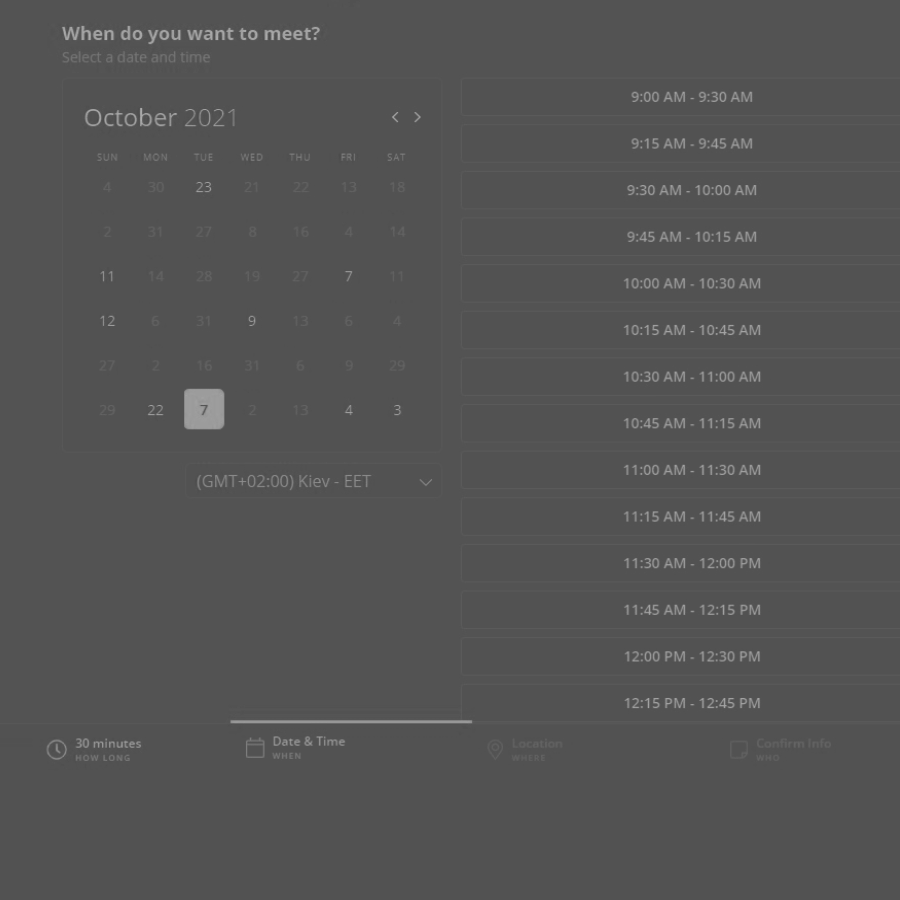 When do you want to meet?
Select a date and time
October 2021
SUN MON TUE WED THU FRI SAT
4 30 23 21 22 13 18
2 31 27 8 16 4 14
11 14 28 19 27 7 11
12 6 31 9 13 6 4
27 2 16 31 6 9 29
29 22 7 2 13 4 3
(GMT+02:00) Kiev - EET
9:00 AM - 9:30 AM
9:15 AM - 9:45 AM
9:30 AM - 10:00 AM
9:45 AM - 10:15 AM
10:00 AM - 10:30 AM
10:15 AM - 10:45 AM
10:30 AM - 11:00 AM
10:45 AM - 11:15 AM
11:00 AM - 11:30 AM
11:15 AM - 11:45 AM
11:30 AM - 12:00 PM
11:45 AM - 12:15 PM
12:00 PM - 12:30 PM
12:15 PM - 12:45 PM
30 minutes
HOW LONG
Date & Time
WHEN
Location
WHERE
Confirm Info
WHO